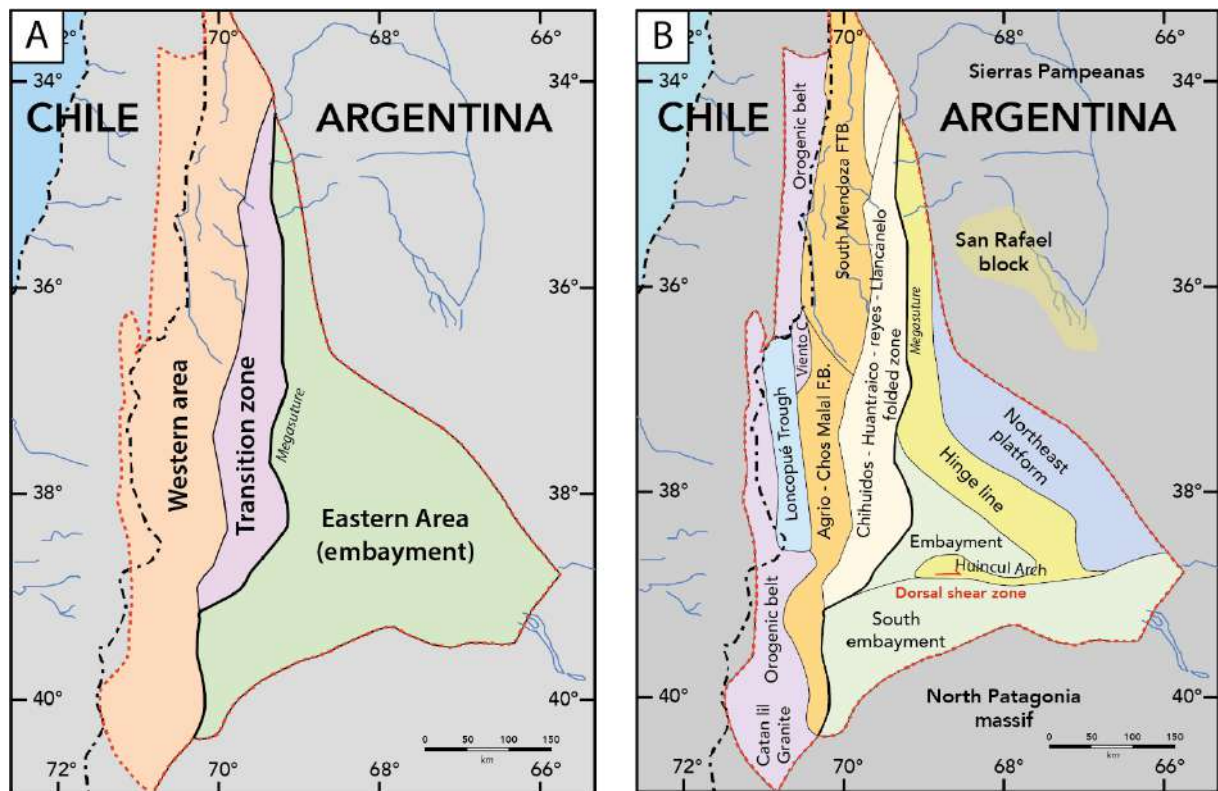 A
2°
70°
68°
66°
34°
CHILE
ARGENTINA
36°
Western area
Transition zone
Megasuture
38°
38°
Eastern Area
(embayment)
40°
40°
0 50 100 150
km
72°
70°
68°
66°
B
2°
70°
68°
66°
34°
34°
Sierras Pampeanas
CHILE
ARGENTINA
Orogenic belt
South Mendoza FTB
San Rafael
block
36°
36°
Viento C.
Loncopué Trough
Agrio - Chos Malal F.B.
Chihuidos - Huantraico - reyes - Llancanelo
folded zone
Megasuture
Northeast
platform
Hinge line
38°
38°
Embayment
Huincul Arch
Dorsal shear zone
South
embayment
Orogenic belt
Catan lil
Granite
40°
40°
North Patagonia
massif
0 50 100 150
km
72°
70°
68°
66°